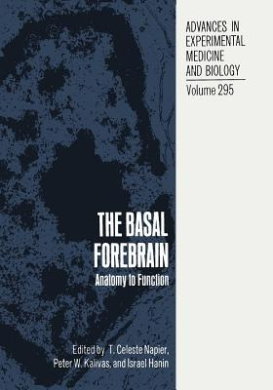 ADVANCES IN
EXPERIMENTAL
MEDICINE
AND BIOLOGY
Volume 295
THE BASAL
FOREBRAIN
Anatomy to Function
Edited by T. Celeste Napier,
Peter W. Kalivas, and Israel Hanin